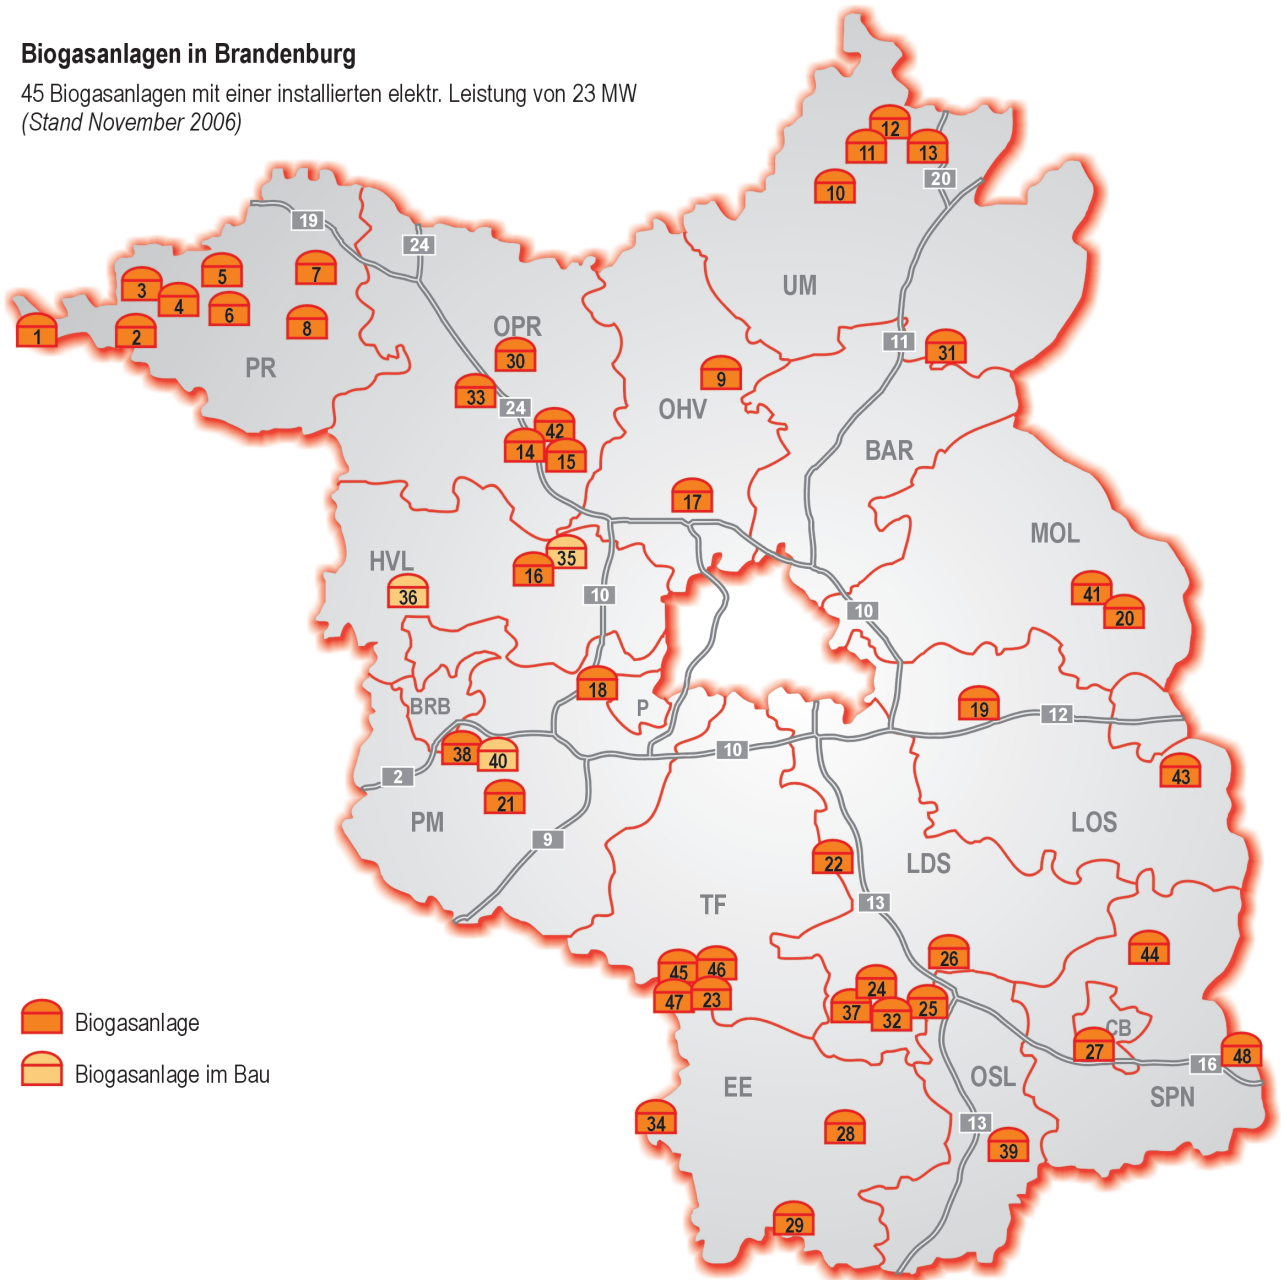 Biogasanlagen in Brandenburg
45 Biogasanlagen mit einer installierten elektr. Leistung von 23 MW
(Stand November 2006)
12
11
13
20
10
19
24
5
7
3
4
6
UM
1
2
8
OPR
11
31
30
PR
9
33
24
OHV
42
14
15
BAR
17
MOL
35
HVL
16
36
10
41
10
20
18
BRB
P
19
12
38
40
10
2
43
21
PM
LOS
9
22
LDS
13
TF
26
44
45
46
24
47
23
37
25
32
CB
27
48
16
Biogasanlage
Biogasanlage im Bau
EE
OSL
SPN
34
28
13
39
29